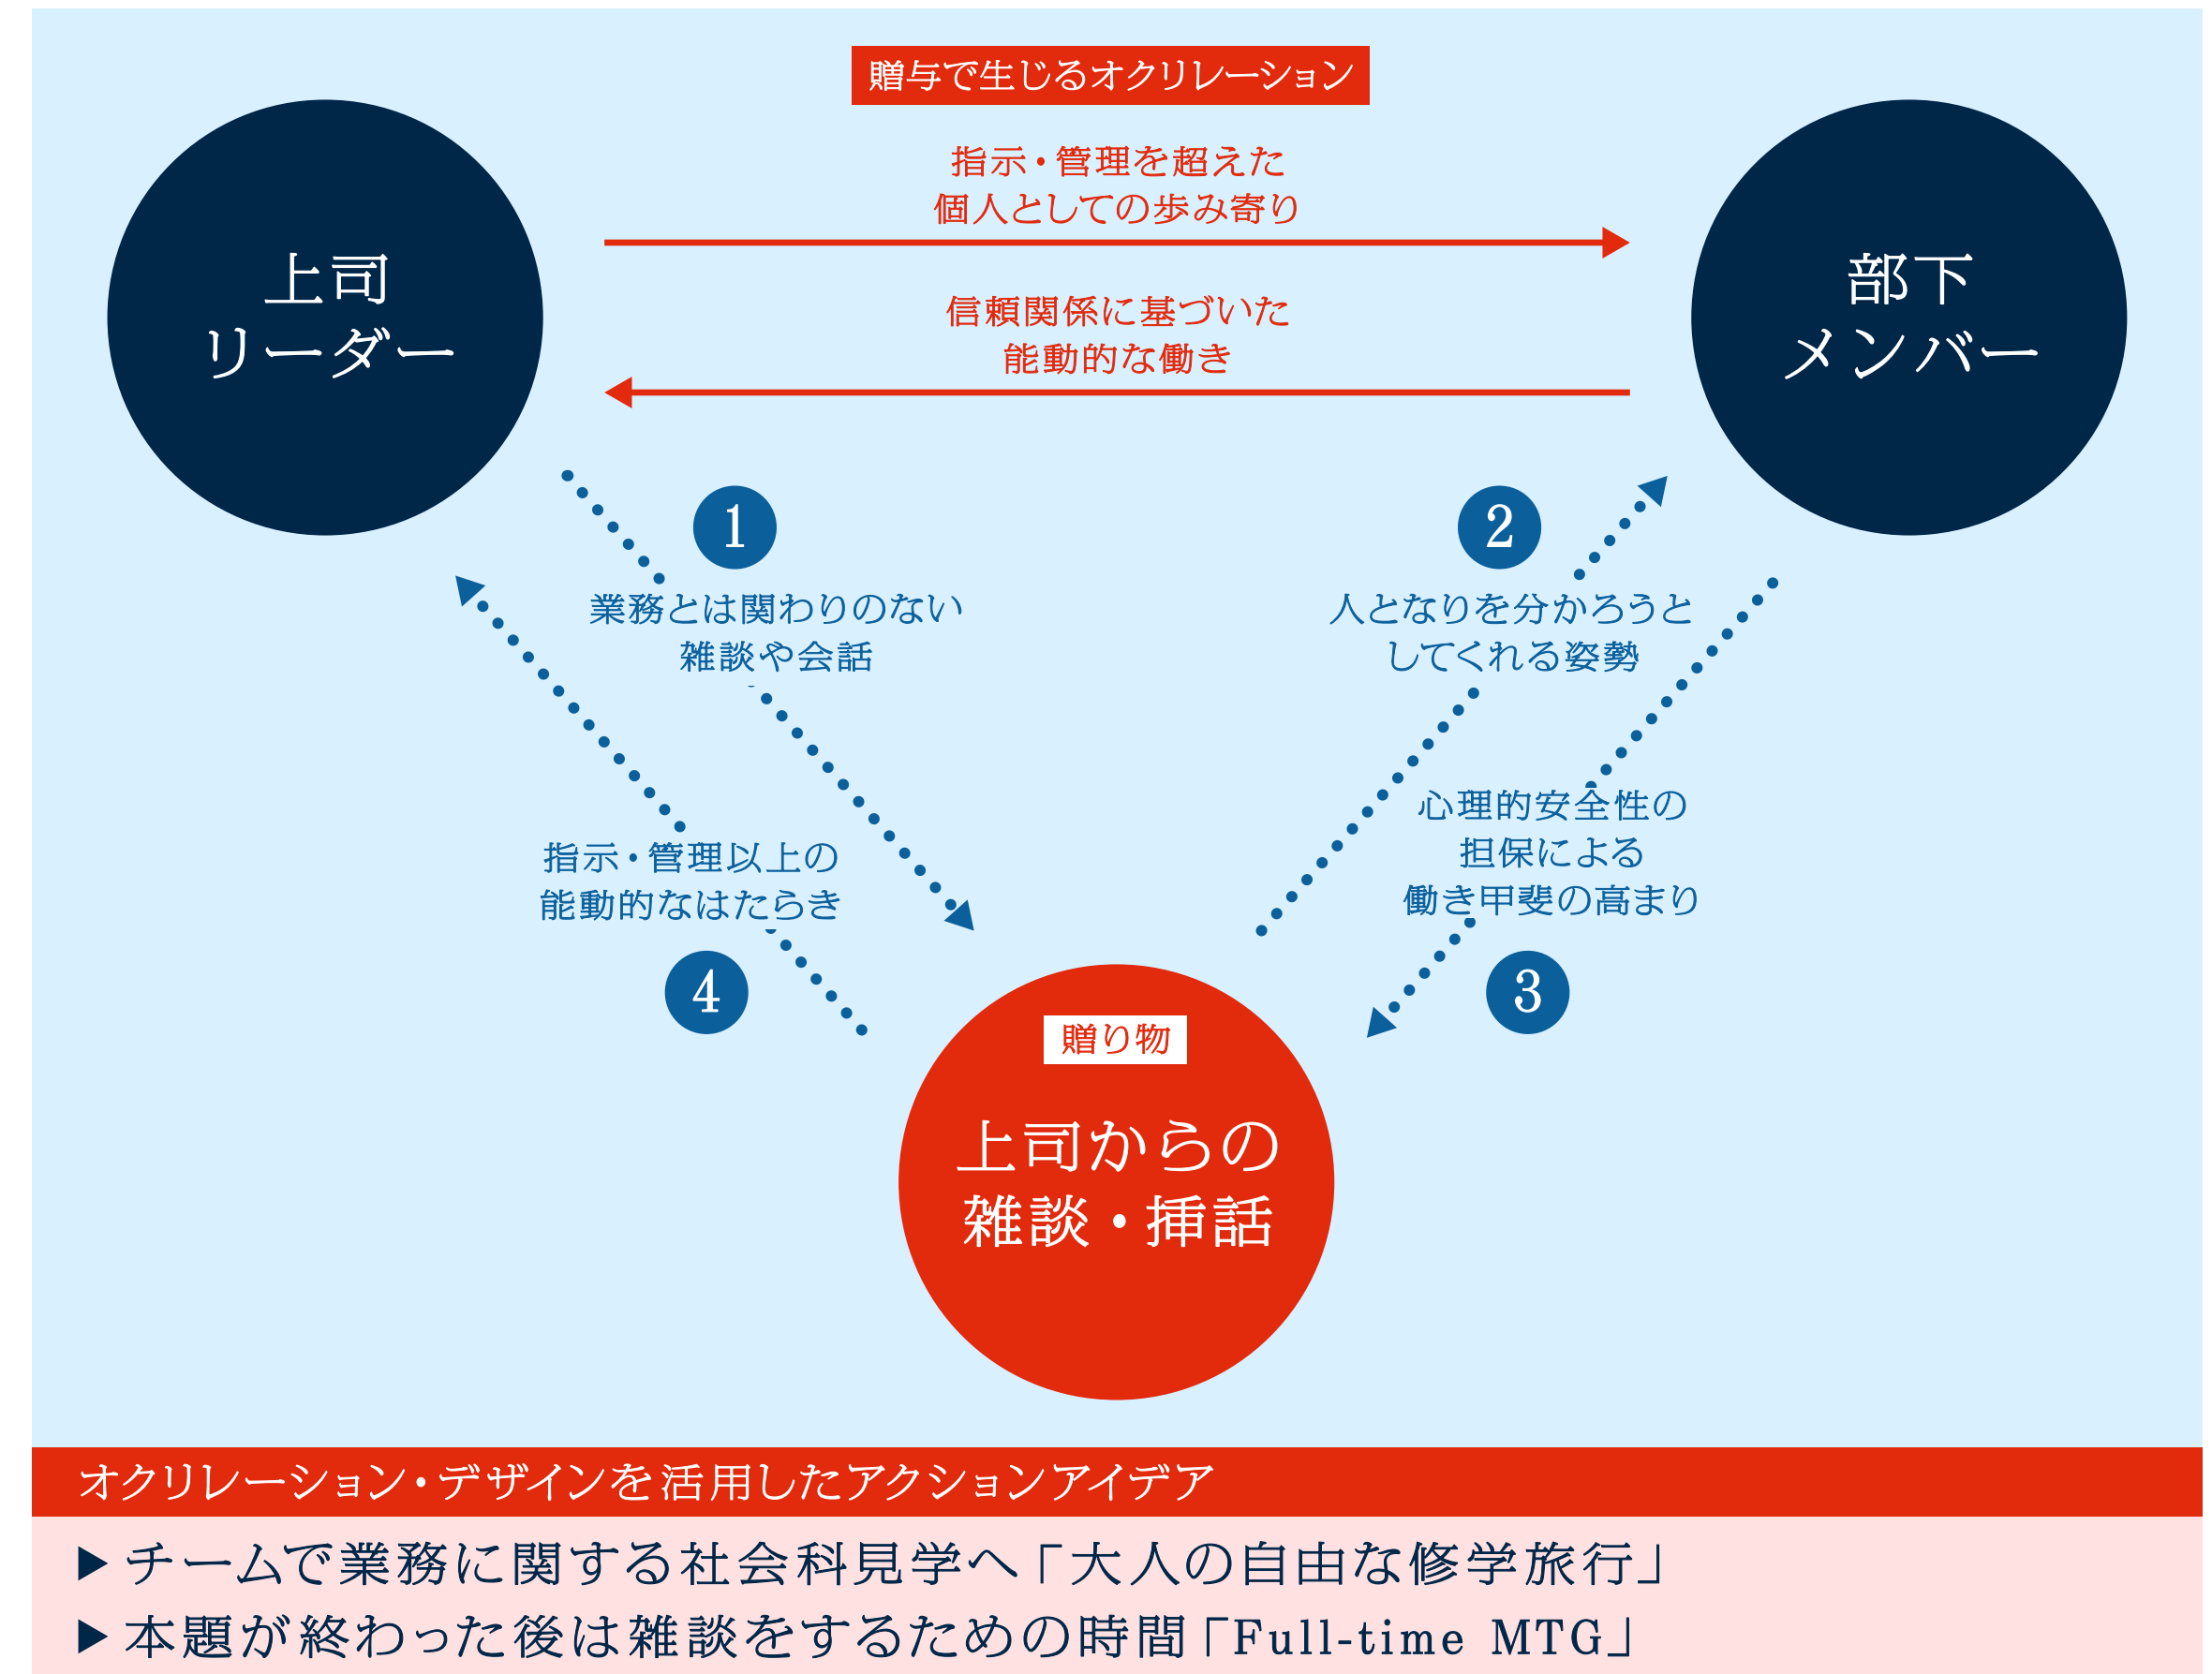 贈与で生じるオクリレーション
指示・管理を超えた
個人としての歩み寄り
上司
リーダー
部下
メンバー
信頼関係に基づいた
能動的な働き
1
業務とは関わりのない
雑談や会話
2
人となりを分かろうと
してくれる姿勢
心理的安全性の
担保による
働き甲斐の高まり
3
指示・管理以上の
能動的なはたらき
4
贈り物
上司からの
雑談・挿話
オクリレーション・デザインを活用したアクションアイデア
▶チームで業務に関する社会科見学へ「大人の自由な修学旅行」
▶本題が終わった後は雑談をするための時間「Full-time MTG」